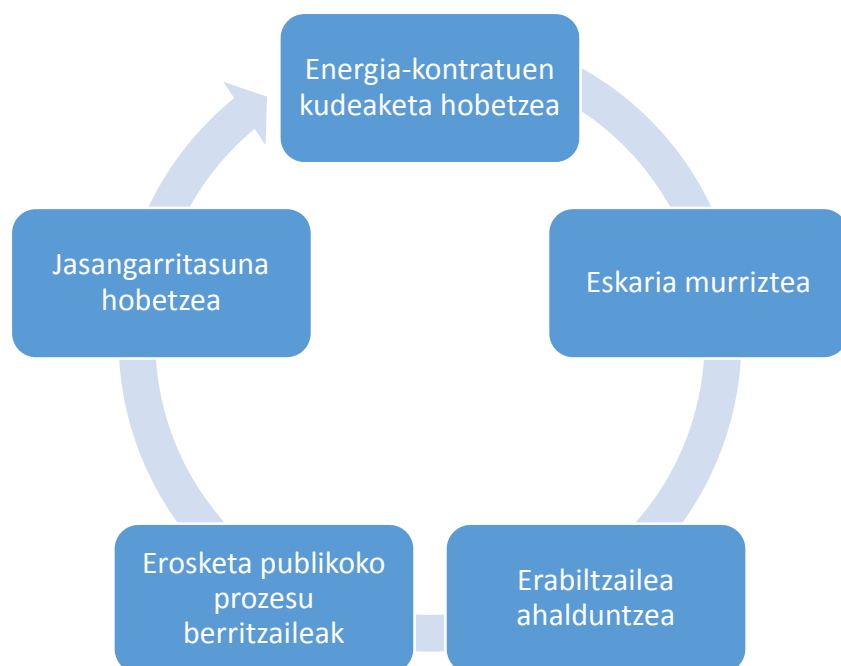 Energia-kontratuen
kudeaketa hobetzea
Eskaria murriztea
Erabiltzailea
ahalduntzea
Erosketa publikoko
prozesu
berritzaileak
Jasangarritasuna
hobetzea